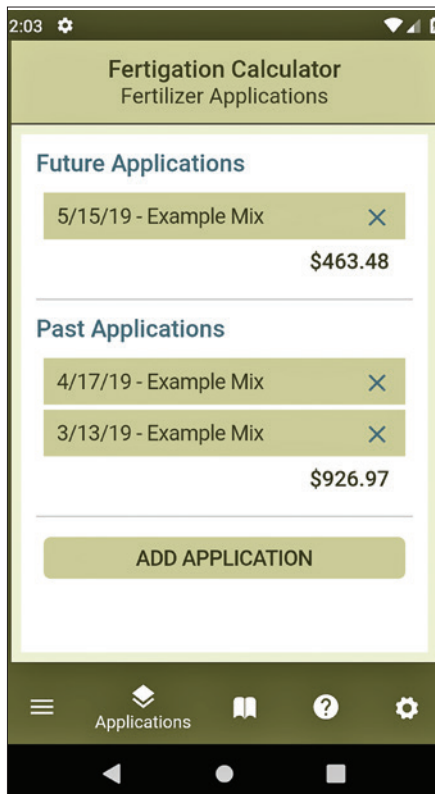 2:03
Fertigation Calculator
Fertilizer Applications
Future Applications
5/15/19 - Example Mix
$463.48
Past Applications
4/17/19 - Example Mix
3/13/19 - Example Mix
$926.97
ADD APPLICATION
Applications